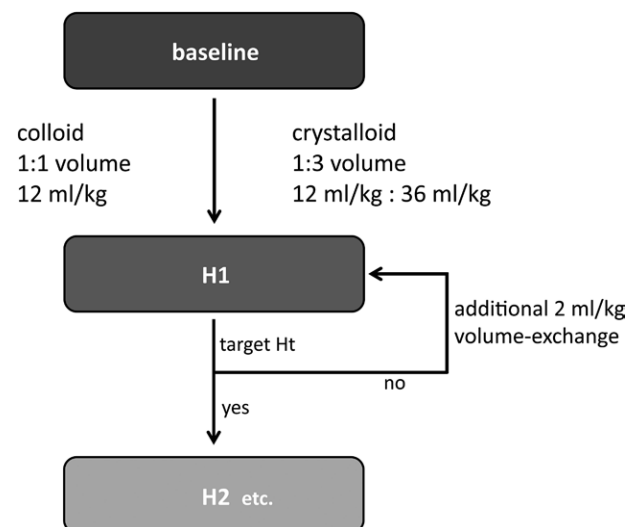 baseline
colloid
1:1 volume
12 ml/kg
crystalloid
1:3 volume
12 ml/kg : 36 ml/kg
H1
additional 2 ml/kg
volume-exchange
target Ht
no
yes
H2 etc.